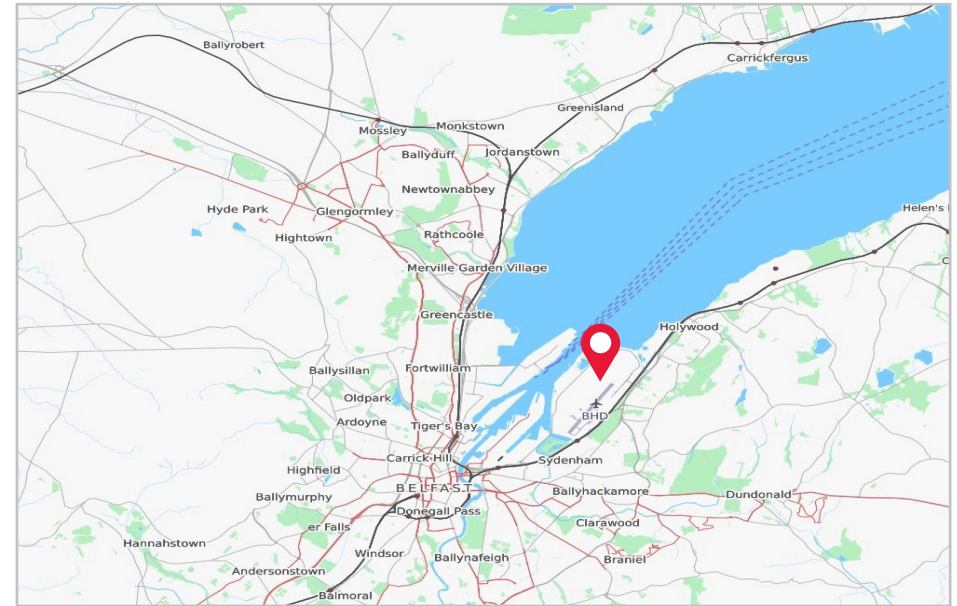 Ballyrobert
Carrickfergus
Greenisland
Monkstown
Mossley
Jordanstown
Ballyduff
Newtownabbey
Hyde Park
Glengormley
Helen's
Rathcoole
Hightown
Merville Garden Village
Greencastle
Holywood
Fortwilliam
Ballysillan
Oldpark
BHD
Ardoyne
Tiger's Bay
Carrick Hill
Sydenham
Highfield
BELFAST
Ballyhackamore
Dundonald
Ballymurphy
Donegall Pass
Clarawood
er Falls
Hannahstown
Windsor
Ballynafeigh
Braniel
Andersonstown
Balmoral